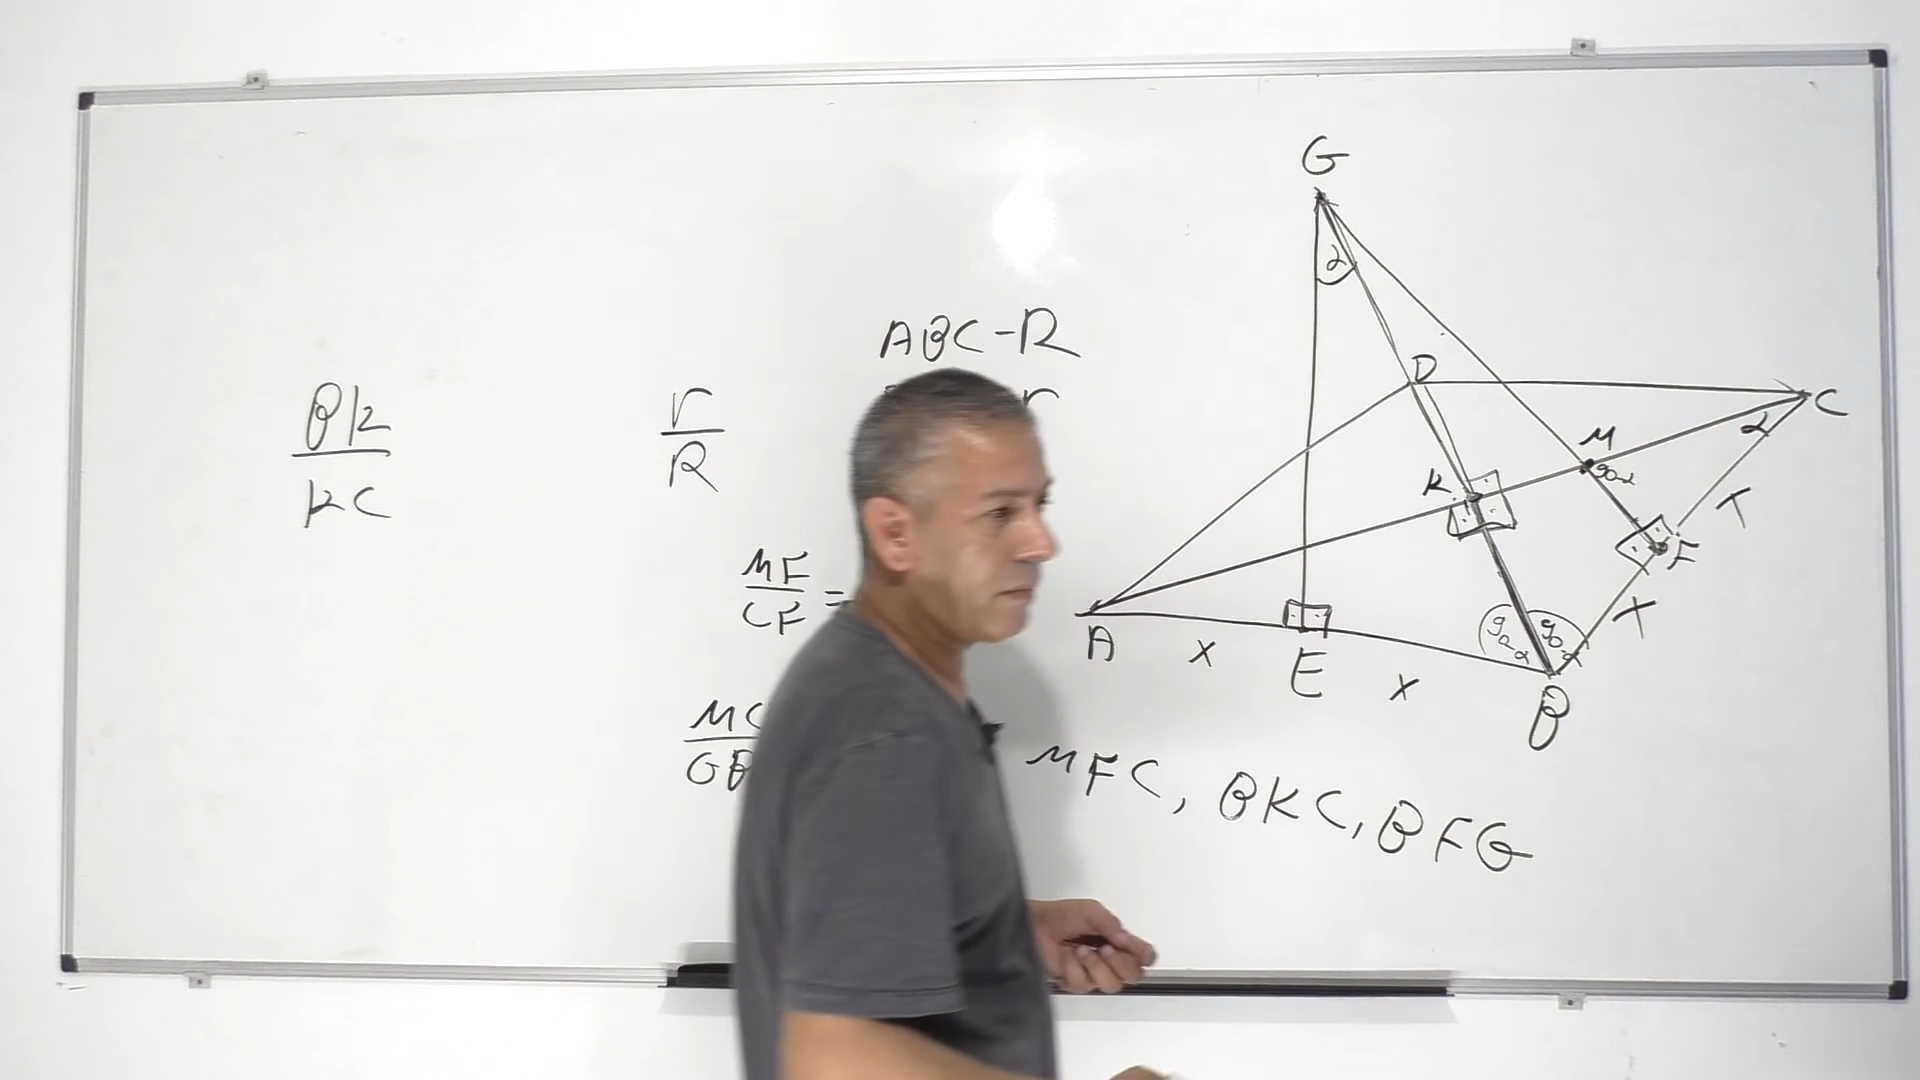 G
α
ABC-R
r
D
C
α
BK
KC
r
R
M
90-α
K
T
F
MF
CF =
T
90-α
90-α
A
X
E
X
B
MC
GB
MFC, BKC, BFG